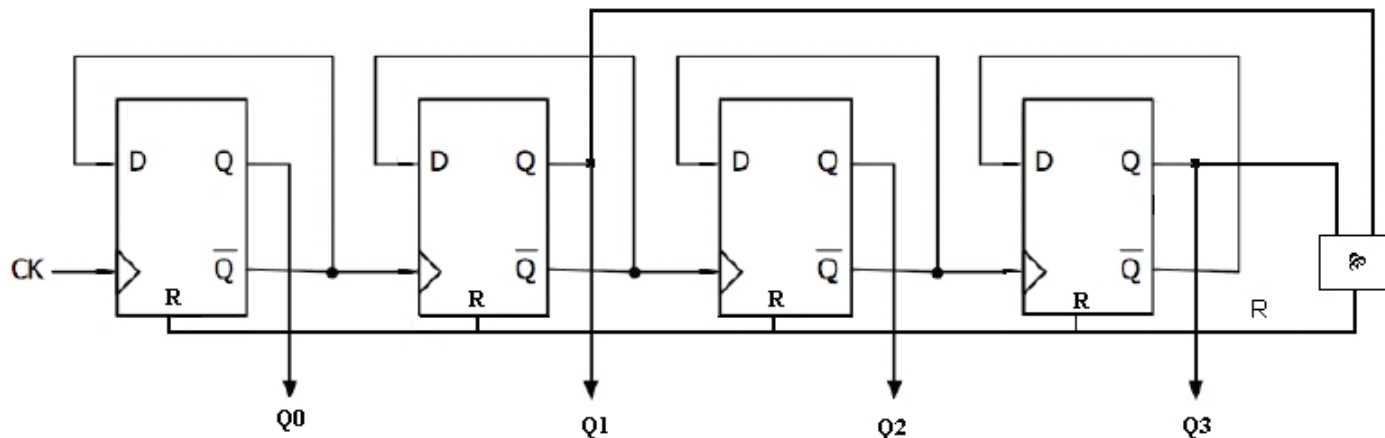 D Q D Q D Q D Q
CK Q̅ Q̅ Q̅ Q̅ &
R R R R R
Q0 Q1 Q2 Q3